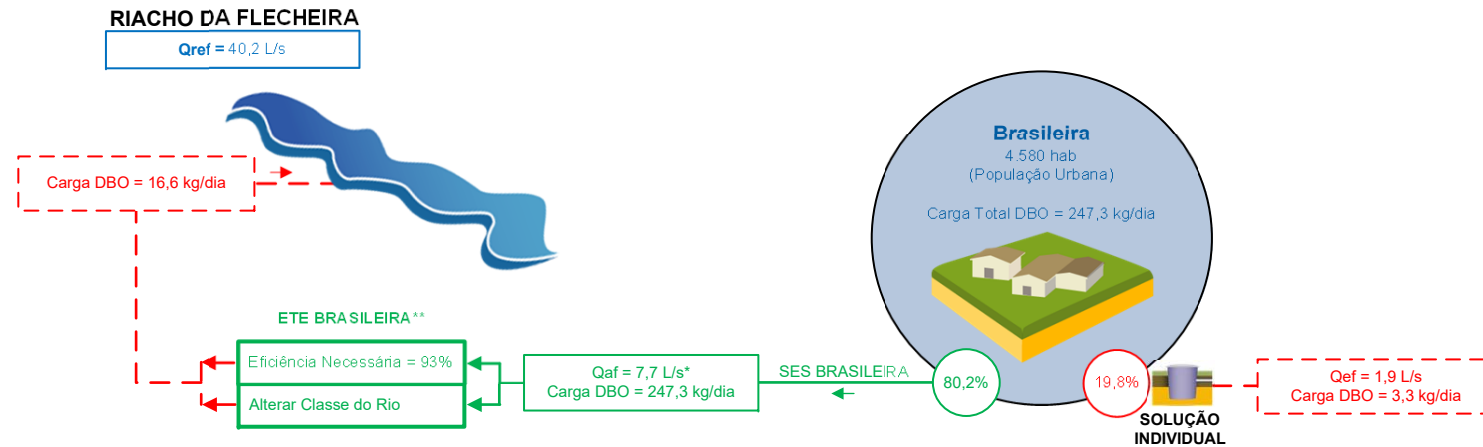 RIACHO DA FLECHEIRA
Qref = 40,2 L/s
Carga DBO = 16,6 kg/dia
Brasileira
4.580 hab
(População Urbana)
Carga Total DBO = 247,3 kg/dia
ETE BRASILEIRA**
Eficiência Necessária = 93%
Alterar Classe do Rio
Qaf = 7,7 L/s*
Carga DBO = 247,3 kg/dia
SES BRASILEIRA
80,2%
19,8%
SOLUÇÃO
INDIVIDUAL
Qef = 1,9 L/s
Carga DBO = 3,3 kg/dia